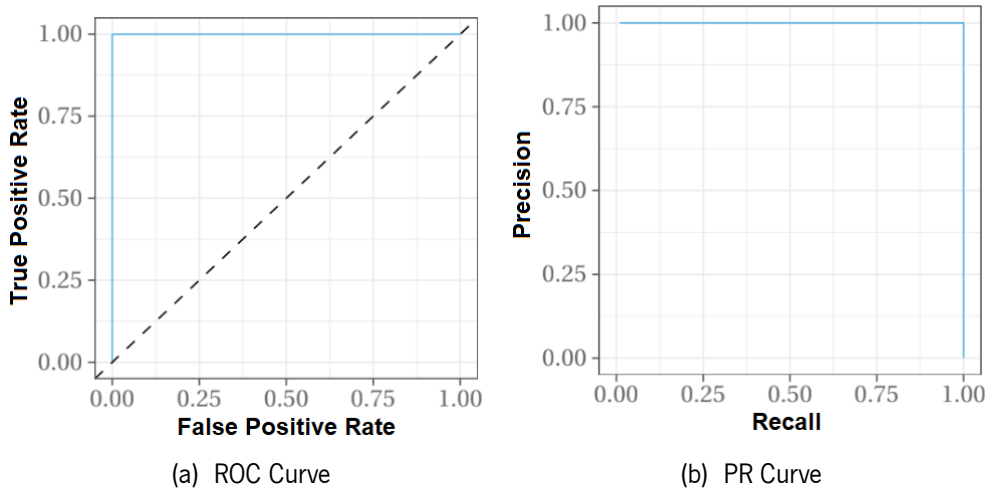 True Positive Rate
1.00
0.75
0.50
0.25
0.00
0.00 0.25 0.50 0.75 1.00
False Positive Rate
(a) ROC Curve
Precision
1.00
0.75
0.50
0.25
0.00
0.00 0.25 0.50 0.75 1.00
Recall
(b) PR Curve